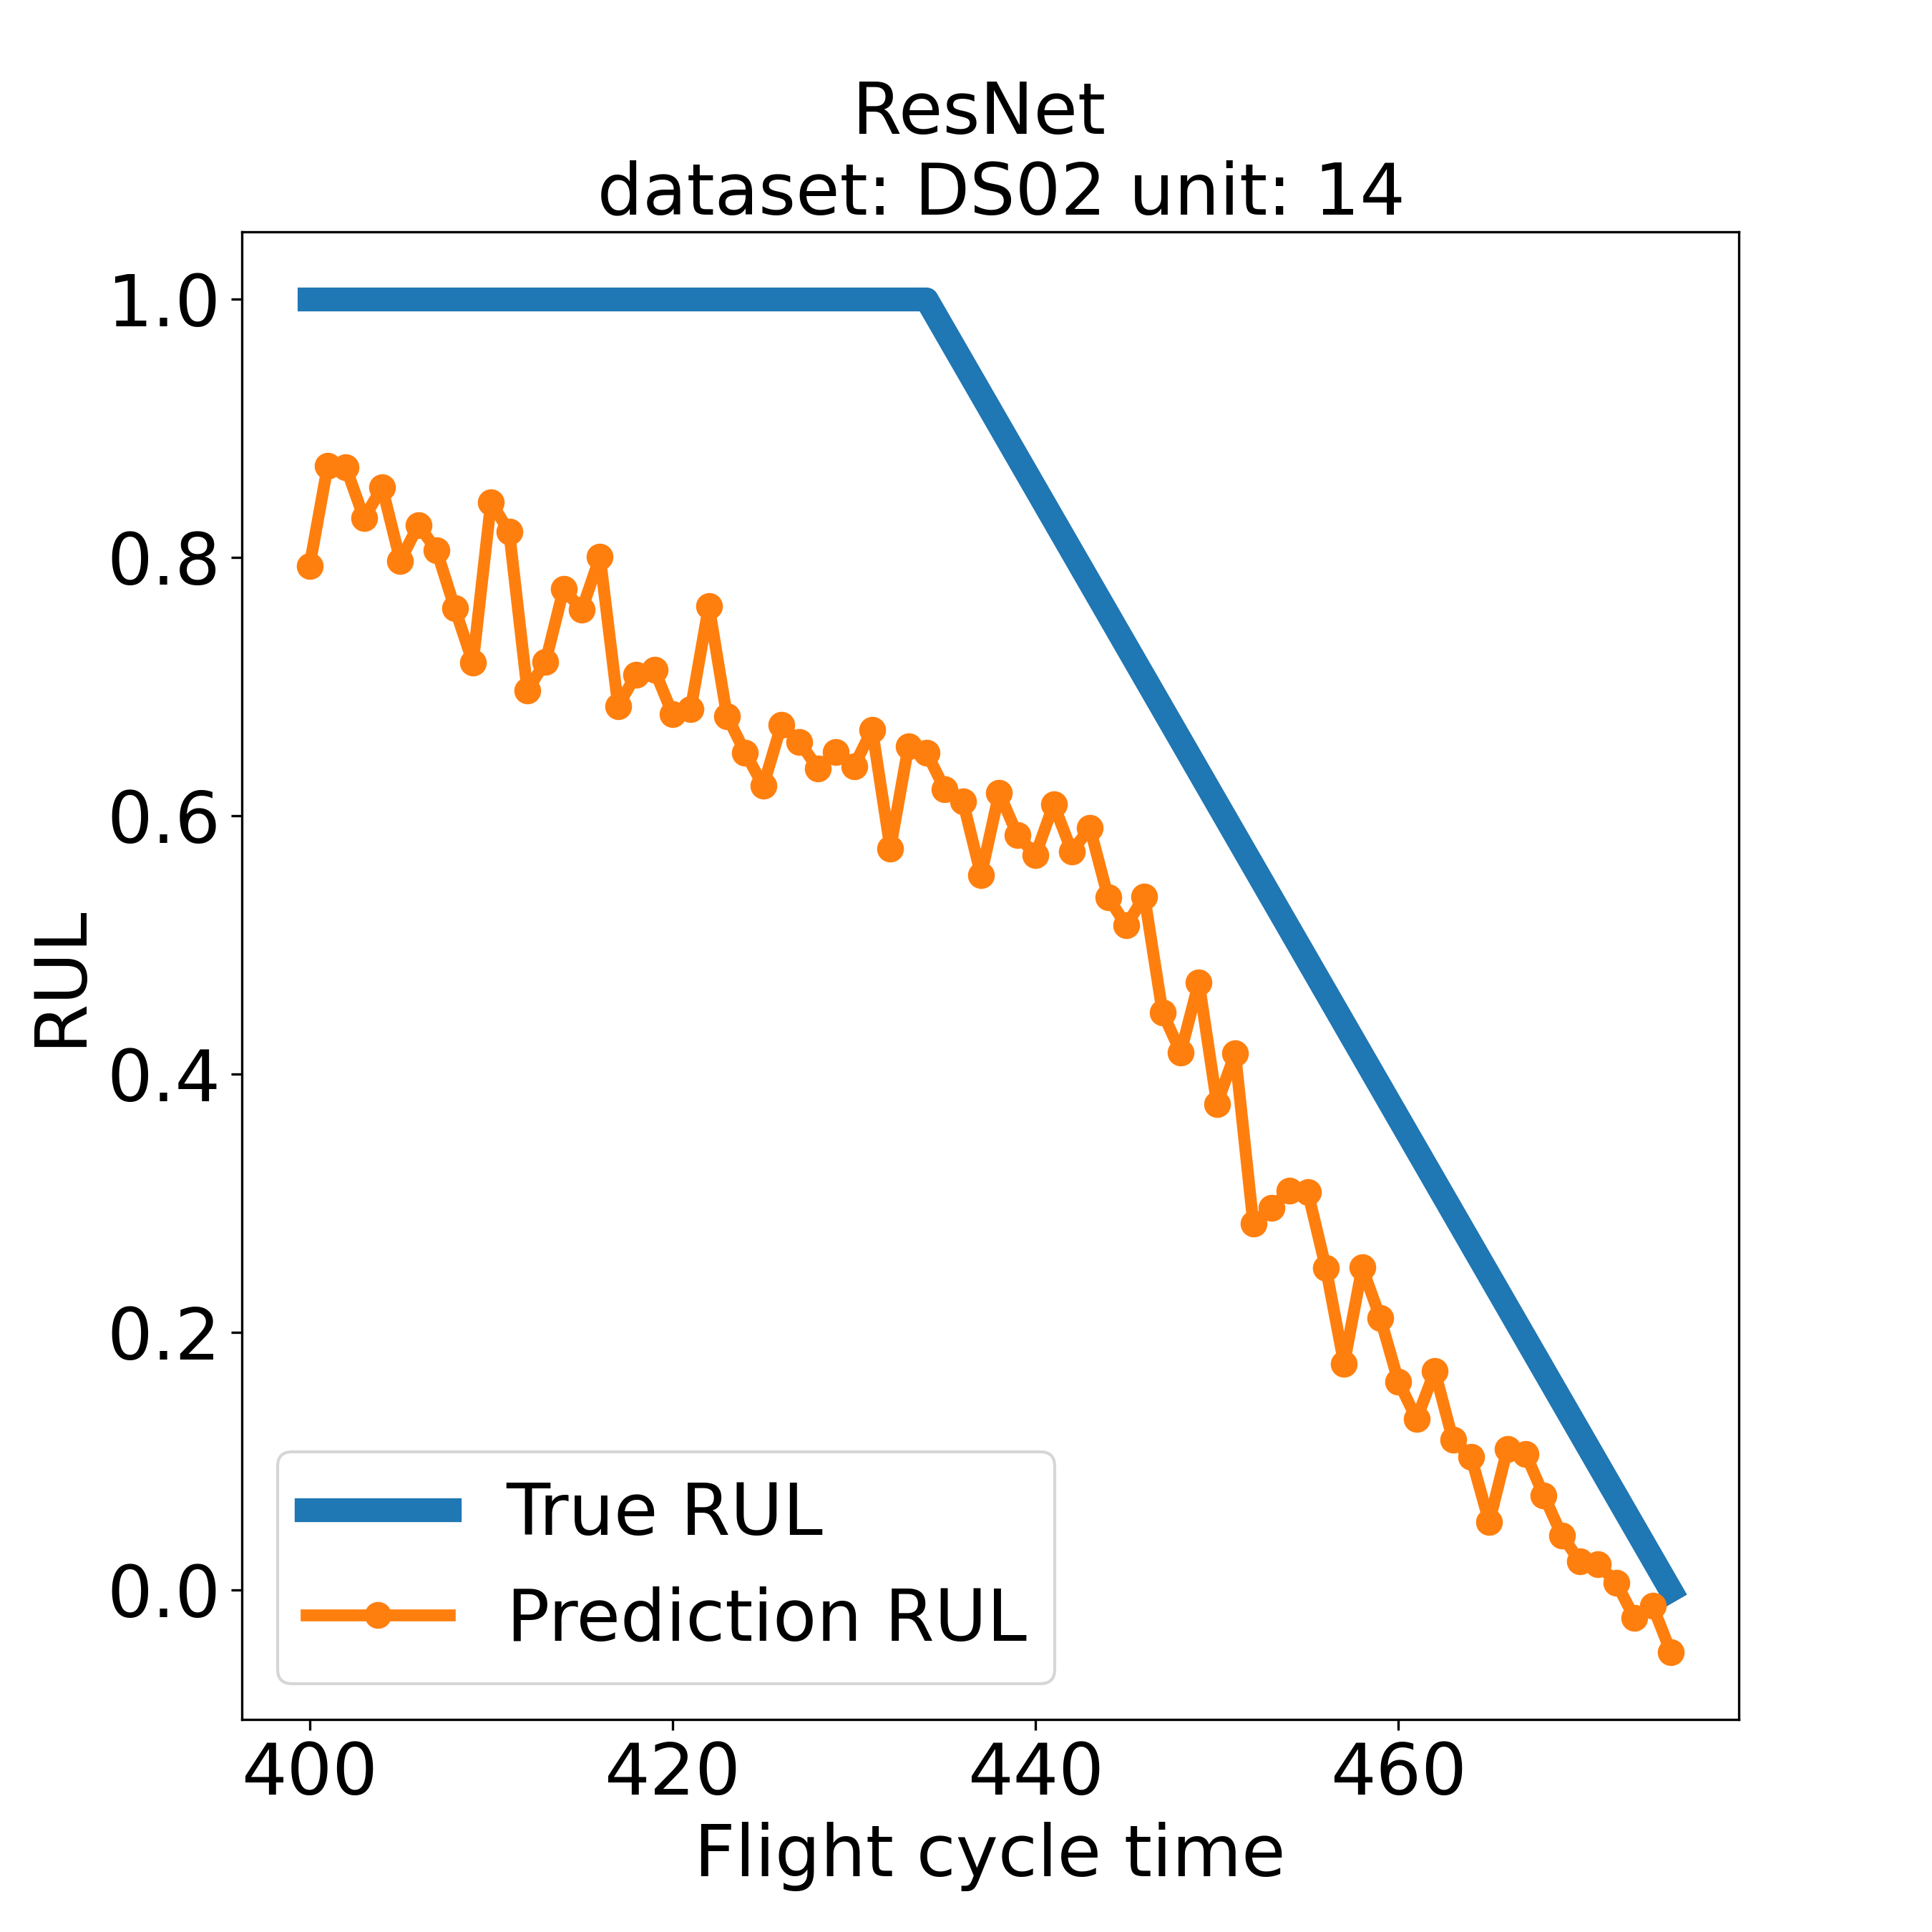 ResNet
dataset: DS02 unit: 14
1.0
0.8
0.6
0.4
0.2
0.0
RUL
True RUL
Prediction RUL
400 420 440 460
Flight cycle time